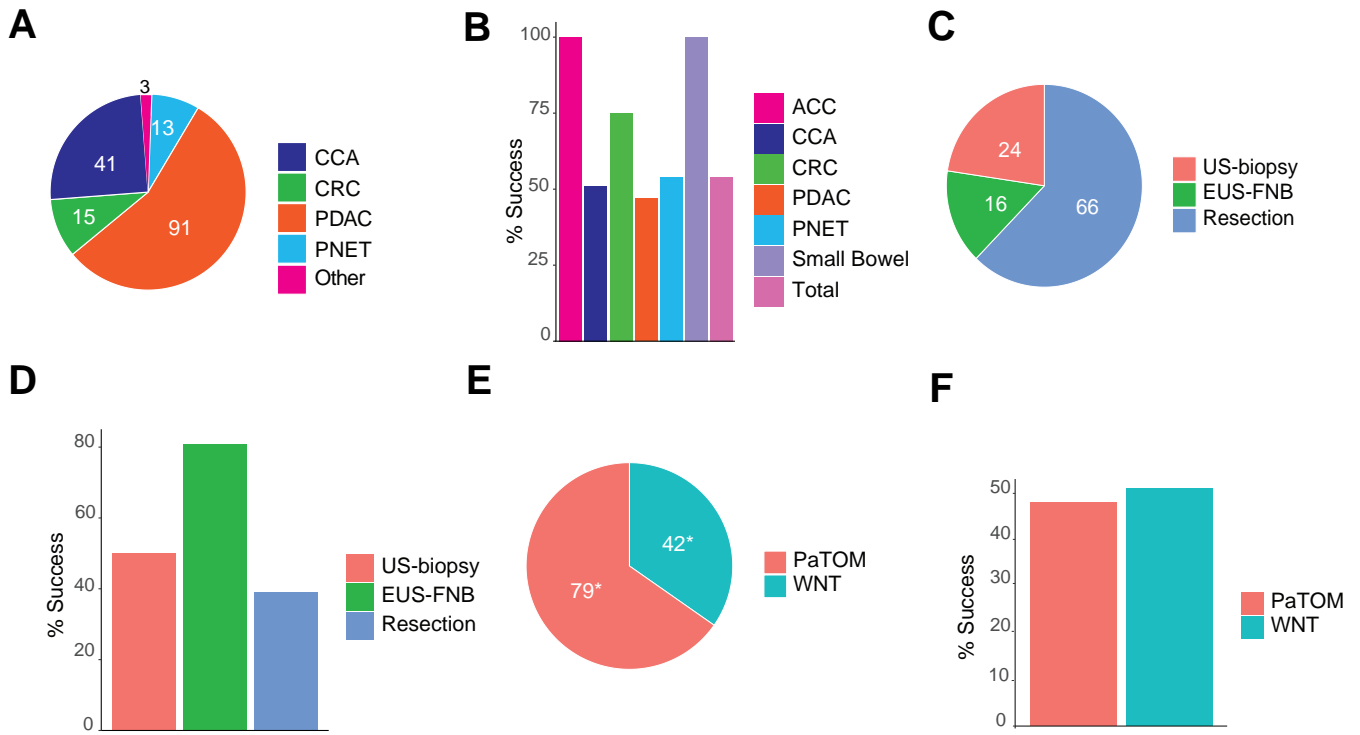 A
3
13
41
15
91
CCA
CRC
PDAC
PNET
Other
B
% Success
100
75
50
25
0
ACC
CCA
CRC
PDAC
PNET
Small Bowel
Total
C
24
16
66
US-biopsy
EUS-FNB
Resection
D
% Success
80
60
40
20
0
US-biopsy
EUS-FNB
Resection
E
42*
79*
PaTOM
WNT
F
% Success
50
40
30
20
10
0
PaTOM
WNT